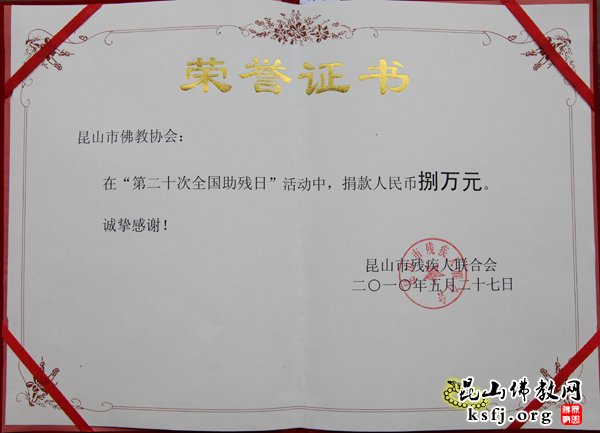 荣誉证书
昆山市佛教协会：
在“第二十次全国助残日”活动中，捐款人民币捌万元。
诚挚感谢！
昆山市残疾人联合会
二〇一〇年五月二十七日
昆山佛教网
ksfj.org